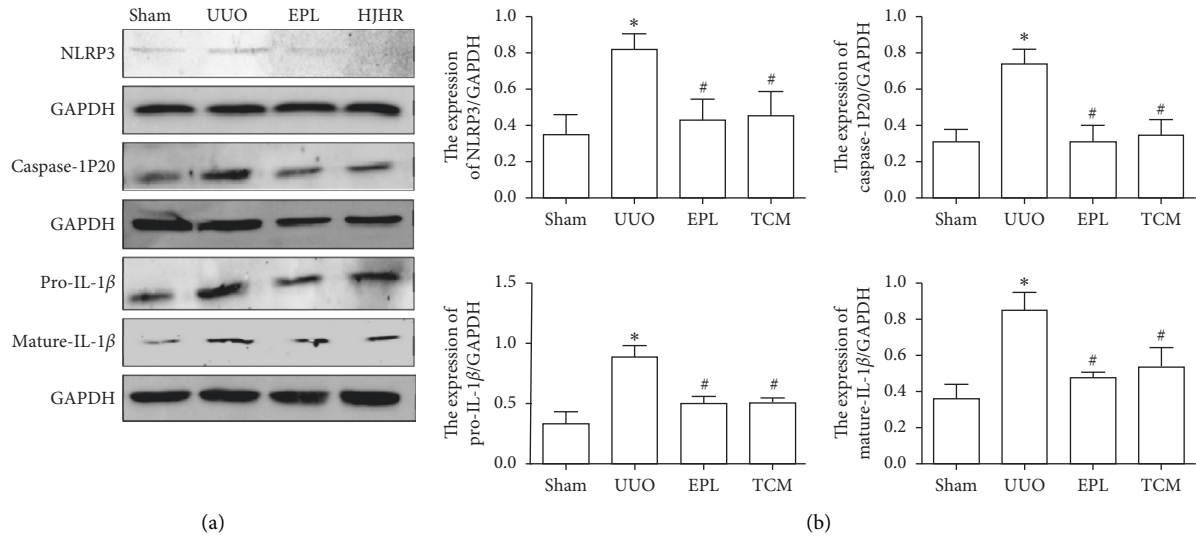 Sham UUO EPL HJHR
NLRP3
GAPDH
Caspase-1P20
GAPDH
Pro-IL-1β
Mature-IL-1β
GAPDH
(a)
The expression
of NLRP3/GAPDH
1.0
0.8
0.6
0.4
0.2
0.0
*
#
#
Sham UUO EPL TCM
The expression of
caspase-1P20/GAPDH
1.0
0.8
0.6
0.4
0.2
0.0
*
#
#
Sham UUO EPL TCM
The expression of
pro-IL-1β/GAPDH
1.5
1.0
0.5
0.0
*
#
#
Sham UUO EPL TCM
The expression of
mature-IL-1β/GAPDH
1.0
0.8
0.6
0.4
0.2
0.0
*
#
#
Sham UUO EPL TCM
(b)